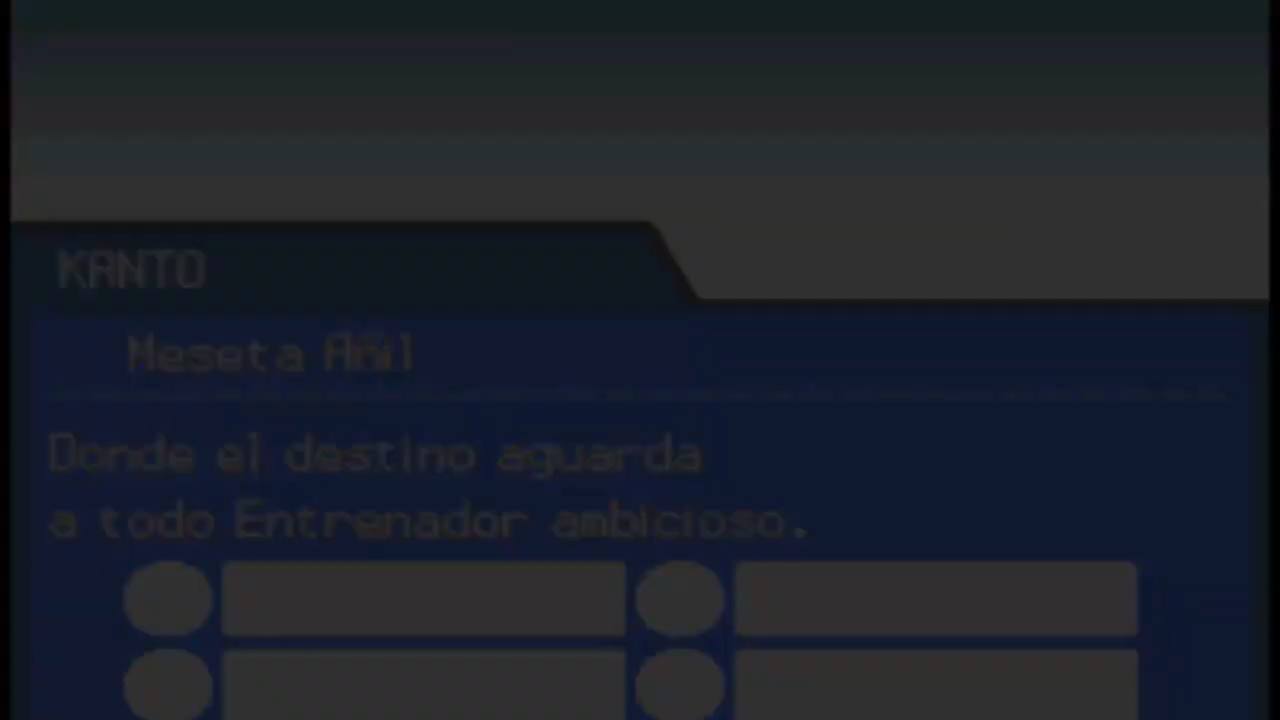 KANTO
Meseta Añil
Donde el destino aguarda
a todo Entrenador ambicioso.